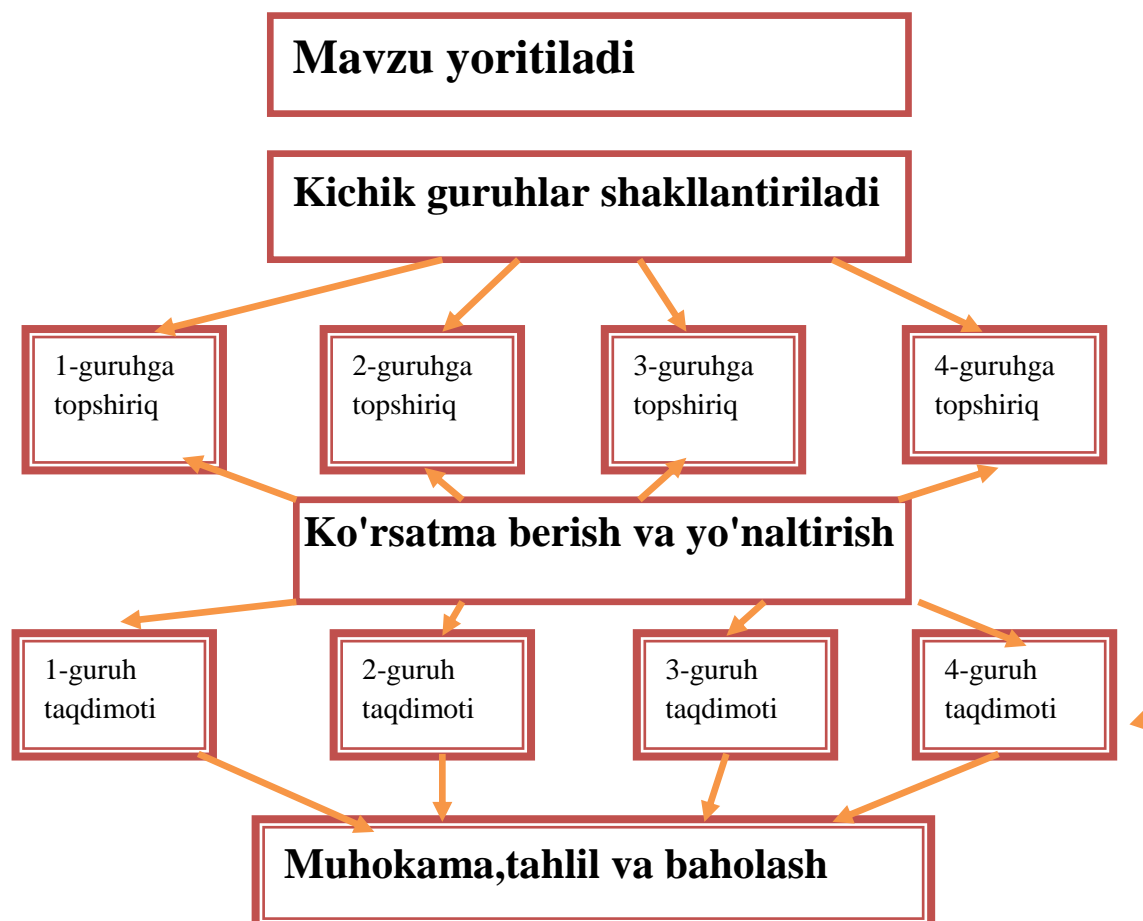 Mavzu yoritiladi
Kichik guruhlar shakllantiriladi
1-guruhga
topshiriq
2-guruhga
topshiriq
3-guruhga
topshiriq
4-guruhga
topshiriq
Ko'rsatma berish va yo'naltirish
1-guruh
taqdimoti
2-guruh
taqdimoti
3-guruh
taqdimoti
4-guruh
taqdimoti
Muhokama,tahlil va baholash